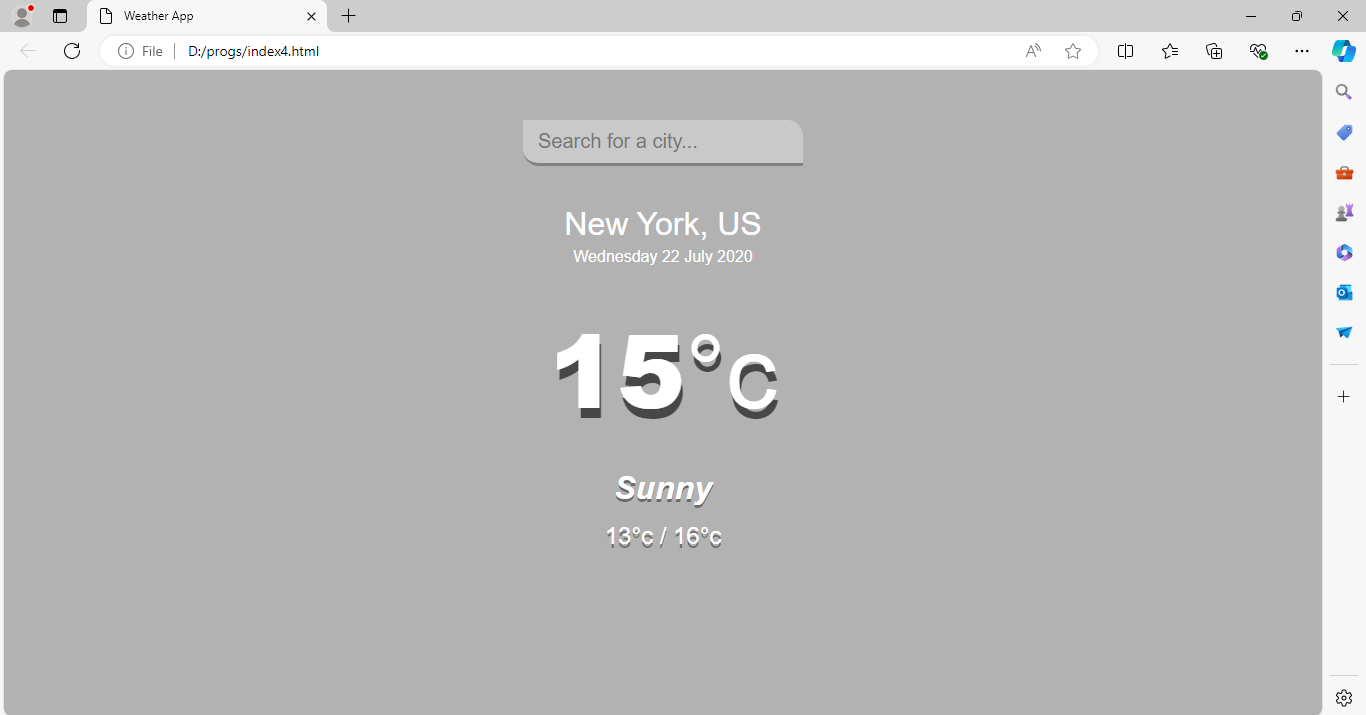 Weather App
File
D:/progs/index4.html
Search for a city...
New York, US
Wednesday 22 July 2020
15°c
Sunny
13°c / 16°c